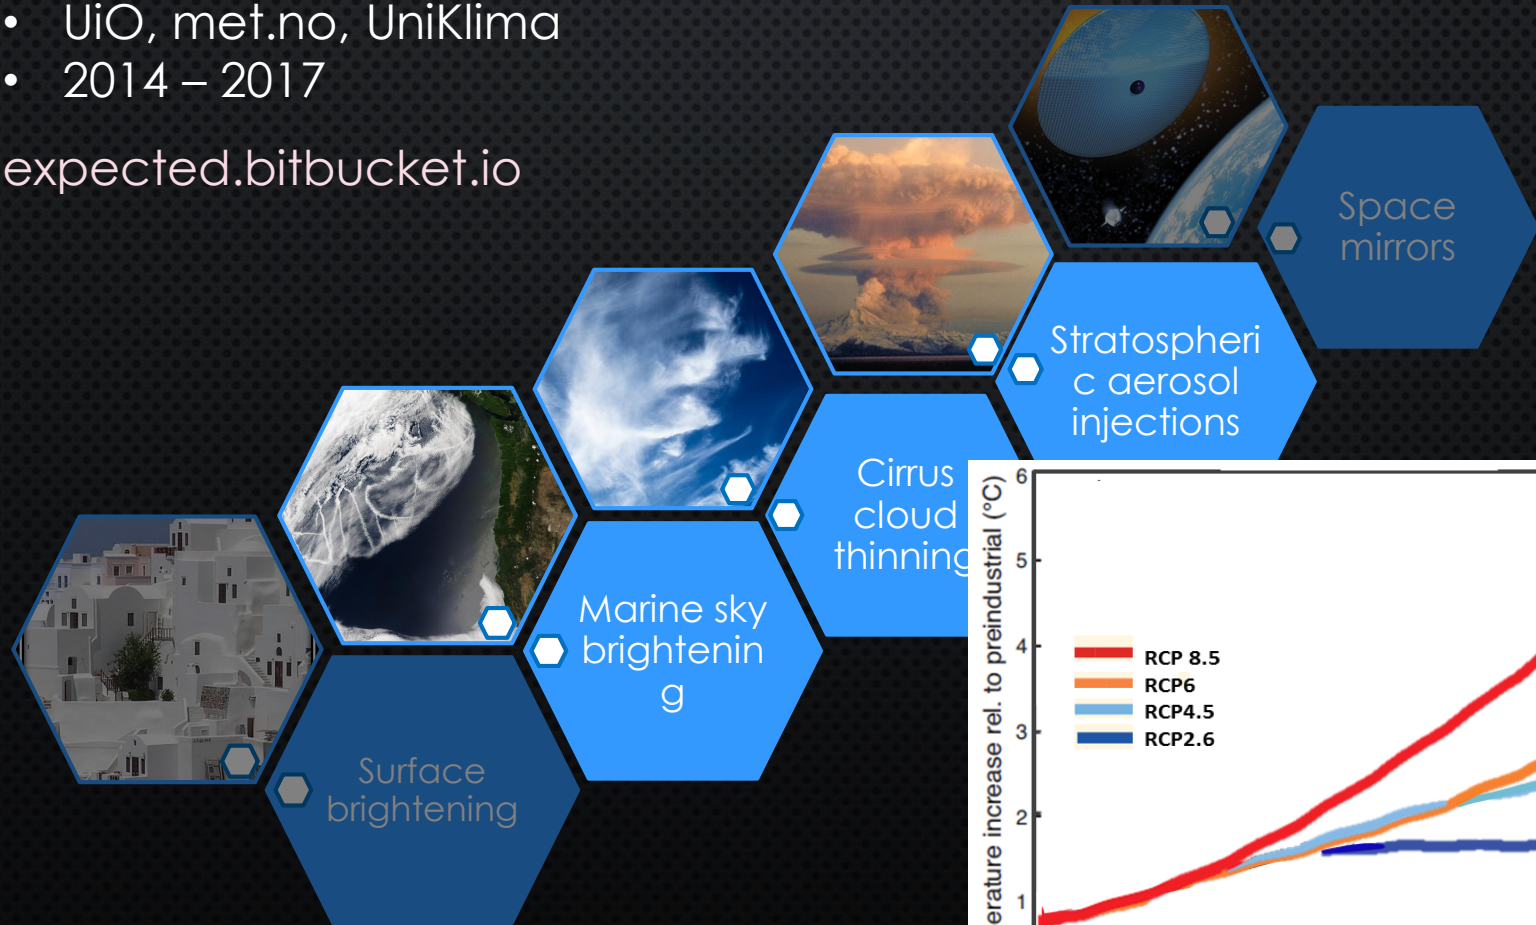 • UiO, met.no, UniKlima
• 2014 – 2017
expected.bitbucket.io
Space
mirrors
Stratospheri
c aerosol
injections
Cirrus
cloud
thinning
Marine sky
brightenin
g
Surface
brightening
erature increase rel. to preindustrial (°C)
6
5
4
3
2
1
RCP 8.5
RCP6
RCP4.5
RCP2.6